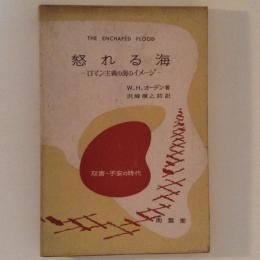 THE ENCHAFED FLOOD
怒れる海
－ロマン主義の海のイメージ－
W.H.オーデン著
沢崎順之助訳
双書・宇宙の時代
南雲堂